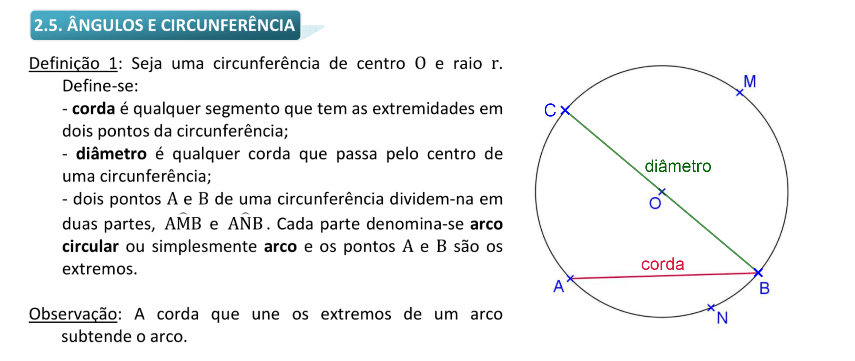 2.5. ÂNGULOS E CIRCUNFERÊNCIA
Definição 1: Seja uma circunferência de centro O e raio r.
Define-se:
- corda é qualquer segmento que tem as extremidades em
dois pontos da circunferência;
- diâmetro é qualquer corda que passa pelo centro de
uma circunferência;
- dois pontos A e B de uma circunferência dividem-na em
duas partes, AM̂B e AN̂B. Cada parte denomina-se arco
circular ou simplesmente arco e os pontos A e B são os
extremos.
Observação: A corda que une os extremos de um arco
subtende o arco.
M
C
diâmetro
O
corda
A
B
N